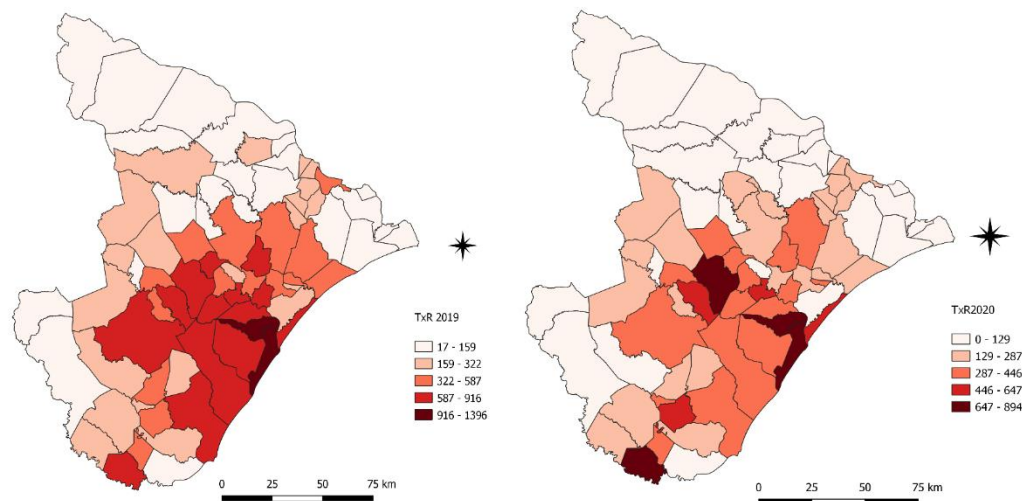 TxR 2019
17 - 159
159 - 322
322 - 587
587 - 916
916 - 1396
0 25 50 75 km
TxR2020
0 - 129
129 - 287
287 - 446
446 - 647
647 - 894
0 25 50 75 km